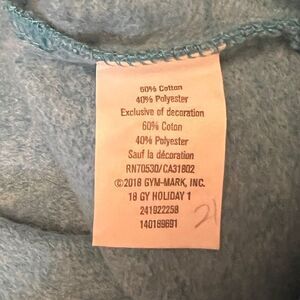 60% Cotton
40% Polyester
Exclusive of decoration
60% Coton
40% Polyester
Sauf la décoration
RN70530/CA31802
©2018 GYM-MARK, INC.
18 GY HOLIDAY 1
241922258
140189691